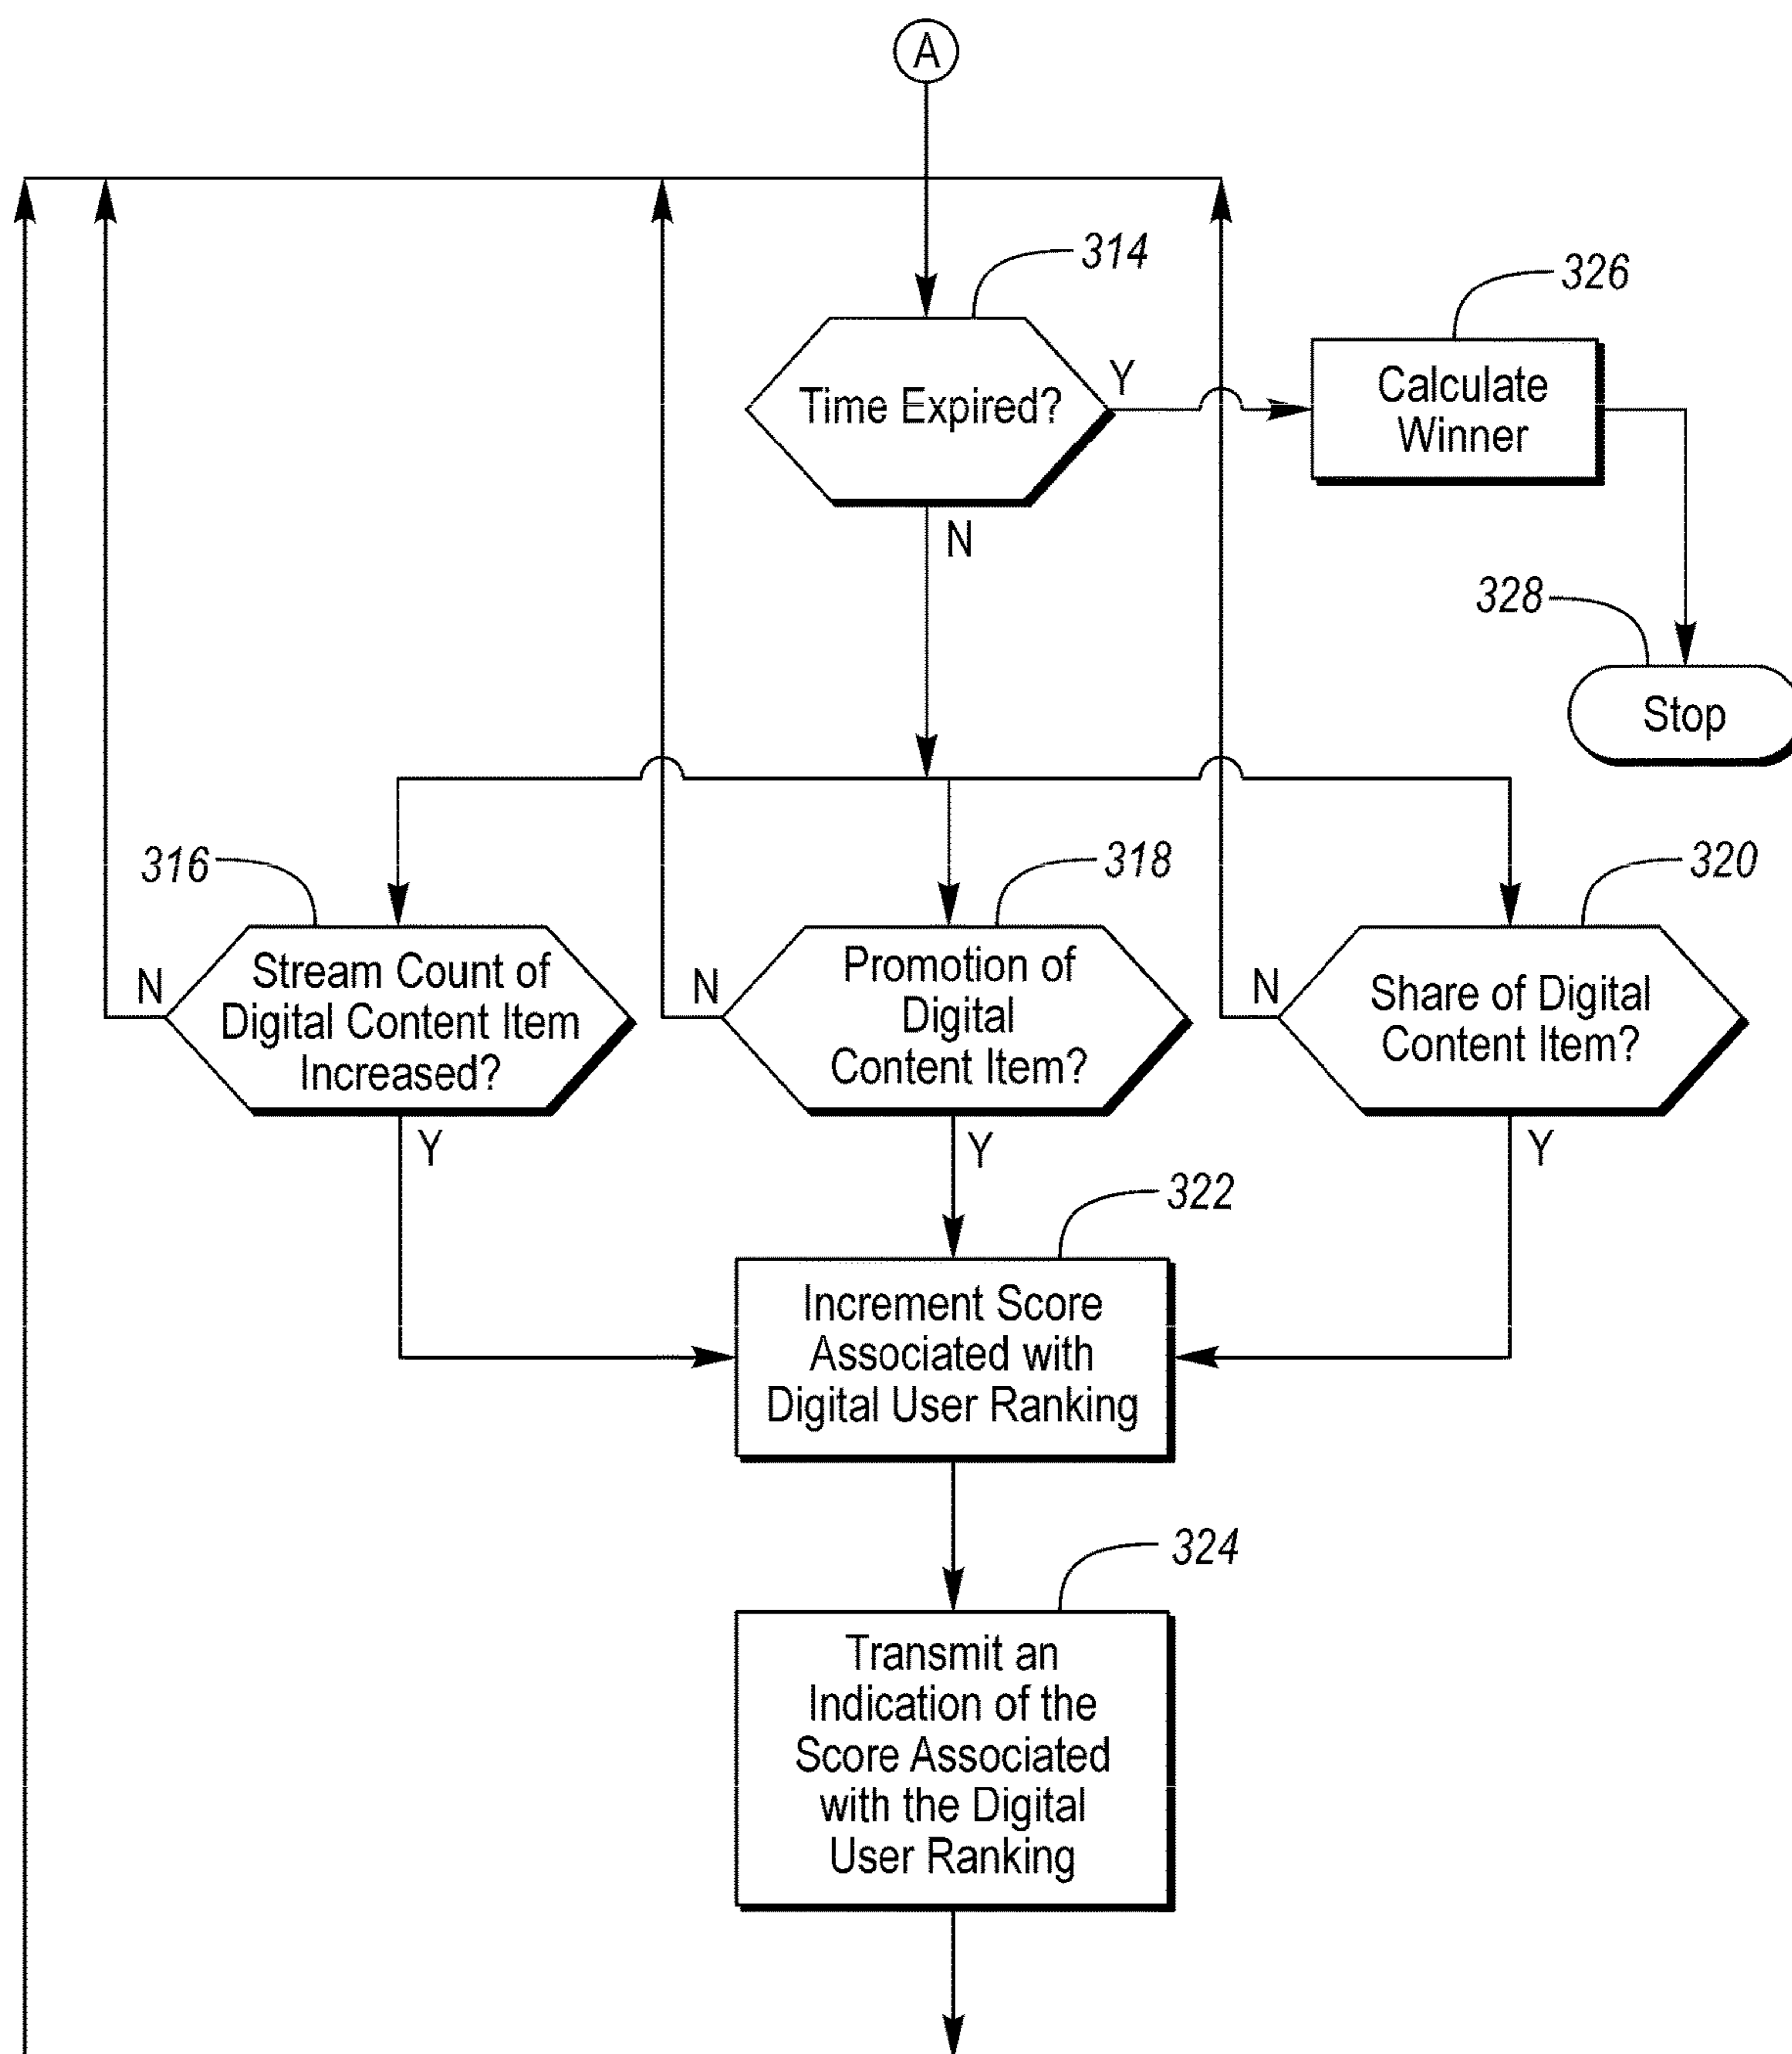 A
314
326
Time Expired?
Y
Calculate
Winner
N
328
Stop
316
318
320
N
Stream Count of
Digital Content Item
Increased?
N
Promotion of
Digital
Content Item?
N
Share of Digital
Content Item?
Y
Y
Y
322
Increment Score
Associated with
Digital User Ranking
324
Transmit an
Indication of the
Score Associated
with the Digital
User Ranking